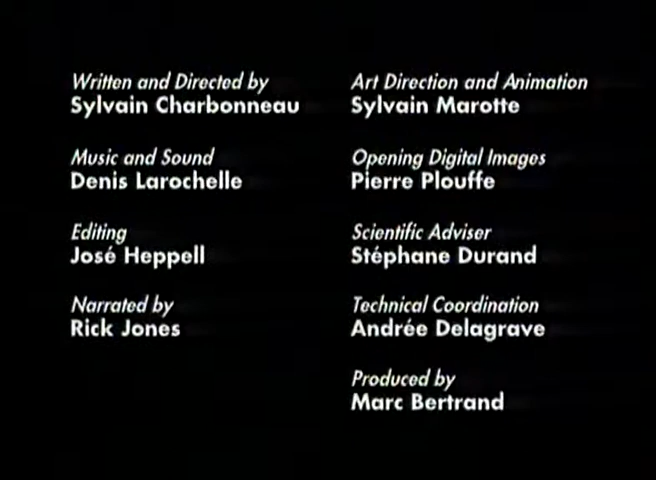 Written and Directed by
Sylvain Charbonneau
Music and Sound
Denis Larochelle
Editing
José Heppell
Narrated by
Rick Jones
Art Direction and Animation
Sylvain Marotte
Opening Digital Images
Pierre Plouffe
Scientific Adviser
Stéphane Durand
Technical Coordination
Andrée Delagrave
Produced by
Marc Bertrand